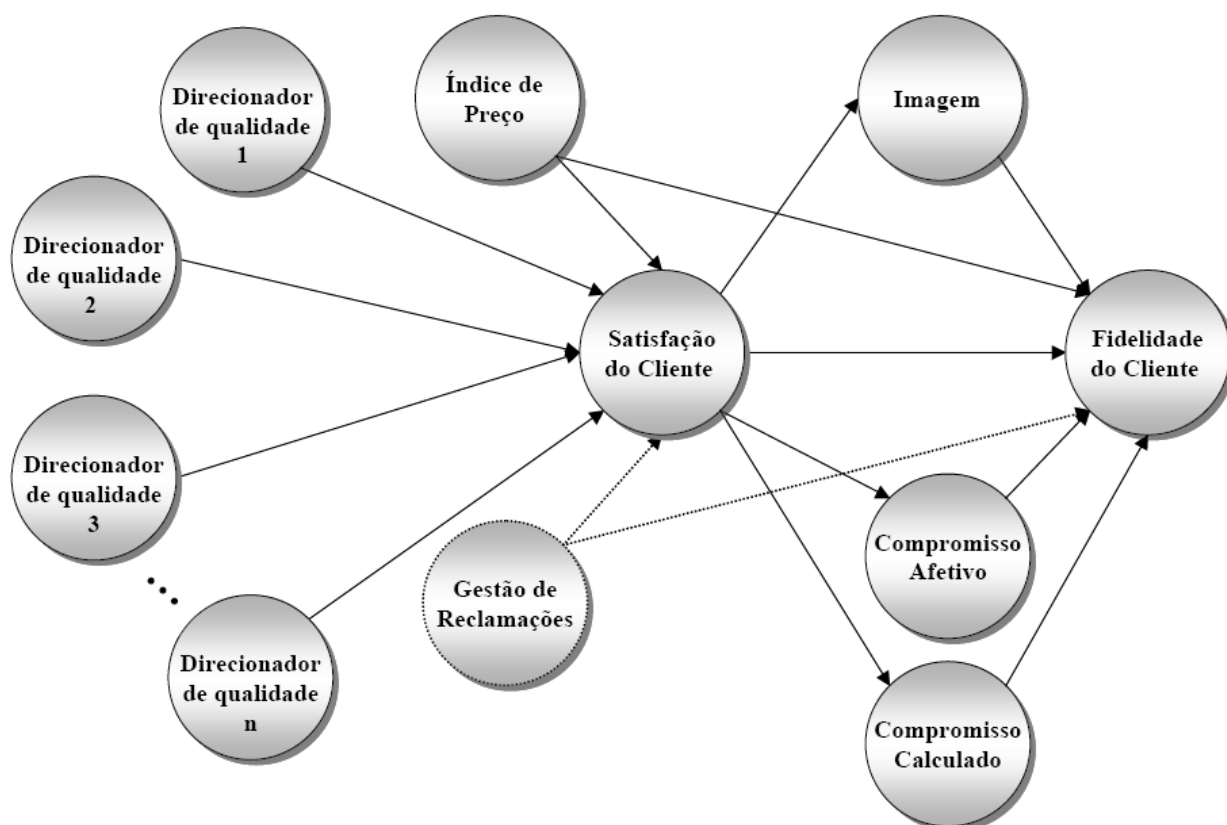 Direcionador
de qualidade
1
Índice de
Preço
Imagem
Direcionador
de qualidade
2
Satisfação
do Cliente
Fidelidade
do Cliente
Direcionador
de qualidade
3
Gestão de
Reclamações
Compromisso
Afetivo
Direcionador
de qualidade
n
Compromisso
Calculado